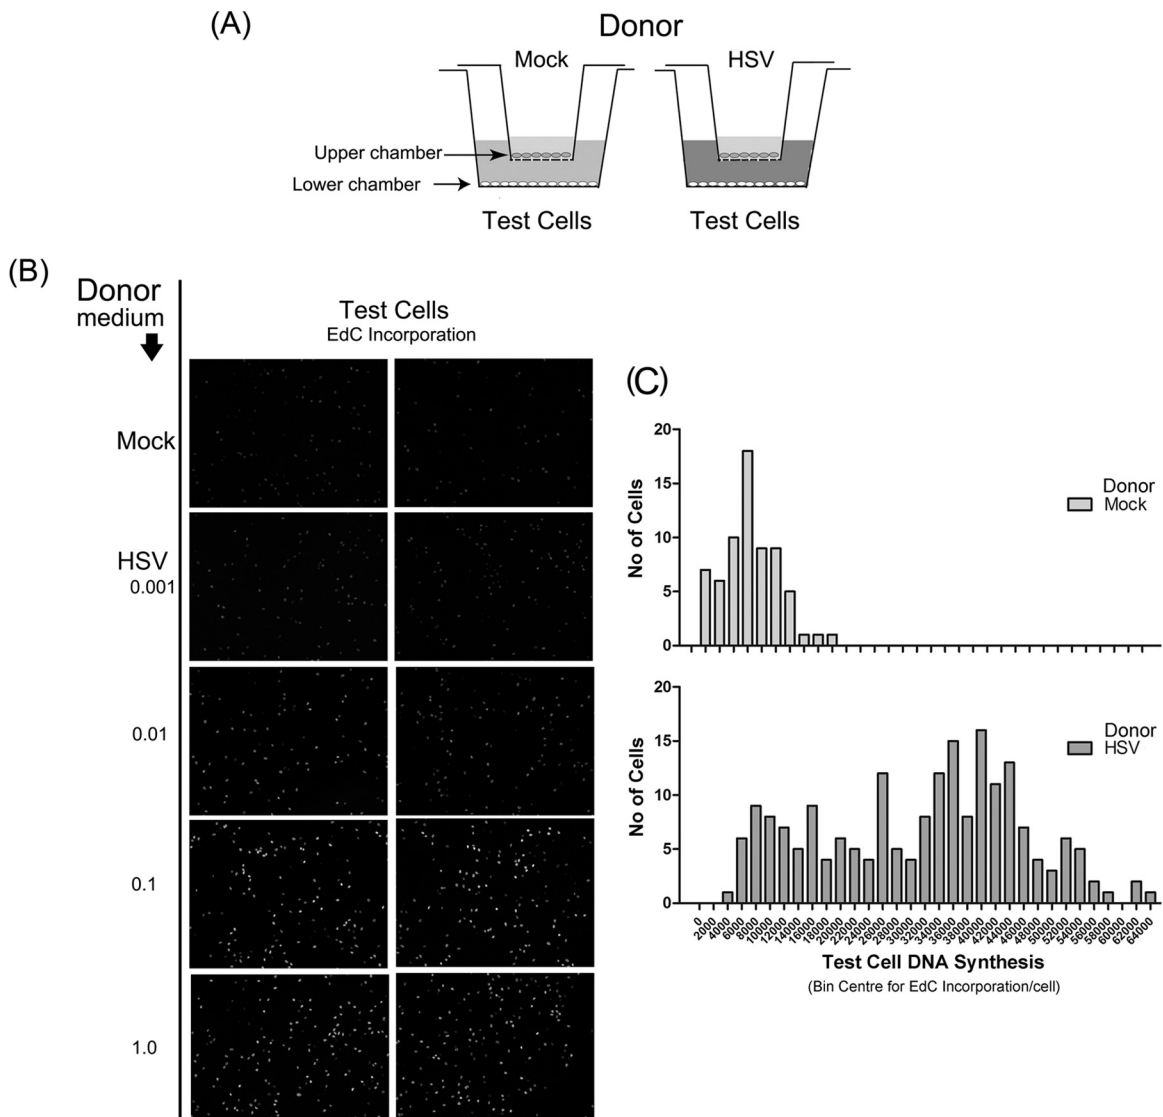 (A)
Donor
Mock
HSV
Upper chamber
Lower chamber
Test Cells
Test Cells
(B)
Donor
medium
Test Cells
EdC Incorporation
Mock
HSV
0.001
0.01
0.1
1.0
(C)
20
15
10
5
0
No of Cells
Donor
Mock
20
15
10
5
0
No of Cells
Donor
HSV
0 2000 4000 6000 8000 10000 12000 14000 16000 18000 20000 22000 24000 26000 28000 30000 32000 34000 36000 38000 40000 42000 44000 46000 48000 50000 52000 54000 56000 58000 60000 62000 64000
Test Cell DNA Synthesis
(Bin Centre for EdC Incorporation/cell)